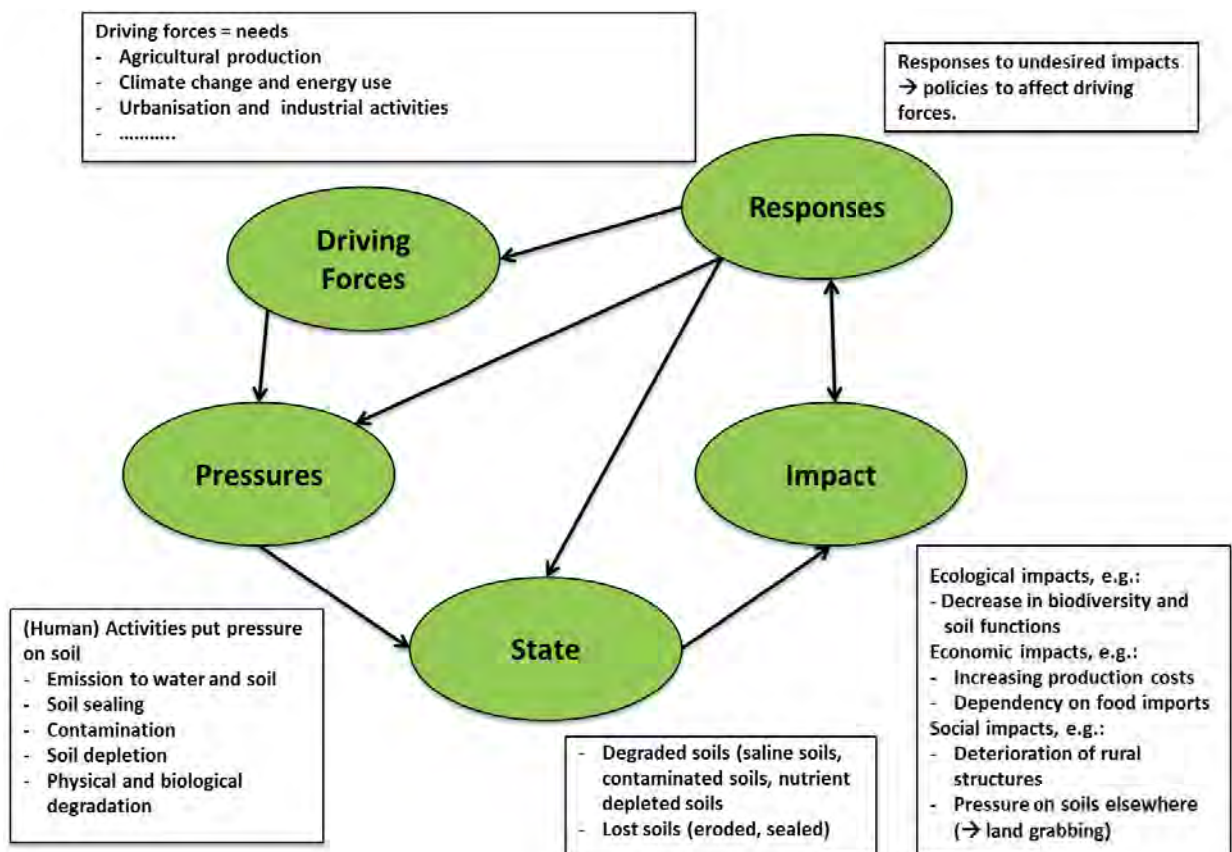 Driving forces = needs
- Agricultural production
- Climate change and energy use
- Urbanisation and industrial activities
- ...........
Responses to undesired impacts
→ policies to affect driving
forces.
Responses
Driving
Forces
Pressures
Impact
State
(Human) Activities put pressure
on soil
- Emission to water and soil
- Soil sealing
- Contamination
- Soil depletion
- Physical and biological
degradation
- Degraded soils (saline soils,
contaminated soils, nutrient
depleted soils
- Lost soils (eroded, sealed)
Ecological impacts, e.g.:
- Decrease in biodiversity and
soil functions
Economic impacts, e.g.:
- Increasing production costs
- Dependency on food imports
Social impacts, e.g.:
- Deterioration of rural
structures
- Pressure on soils elsewhere
(→ land grabbing)